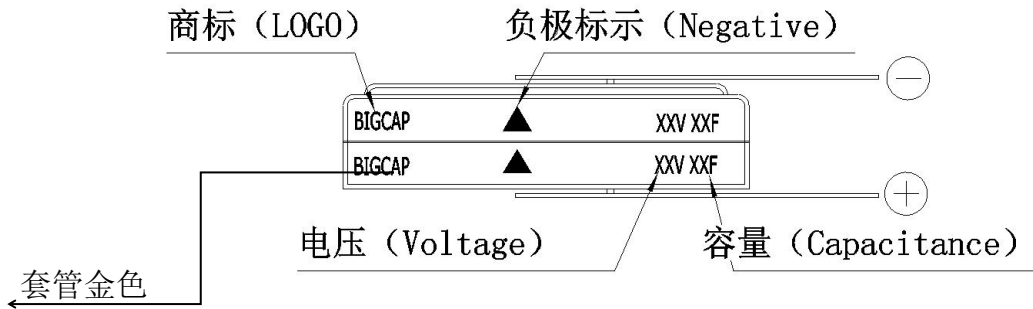 商标（LOGO） 负极标示（Negative）
BIGCAP ▲ XXV XXF
BIGCAP ▲ XXV XXF
电压（Voltage） 容量（Capacitance）
套管金色